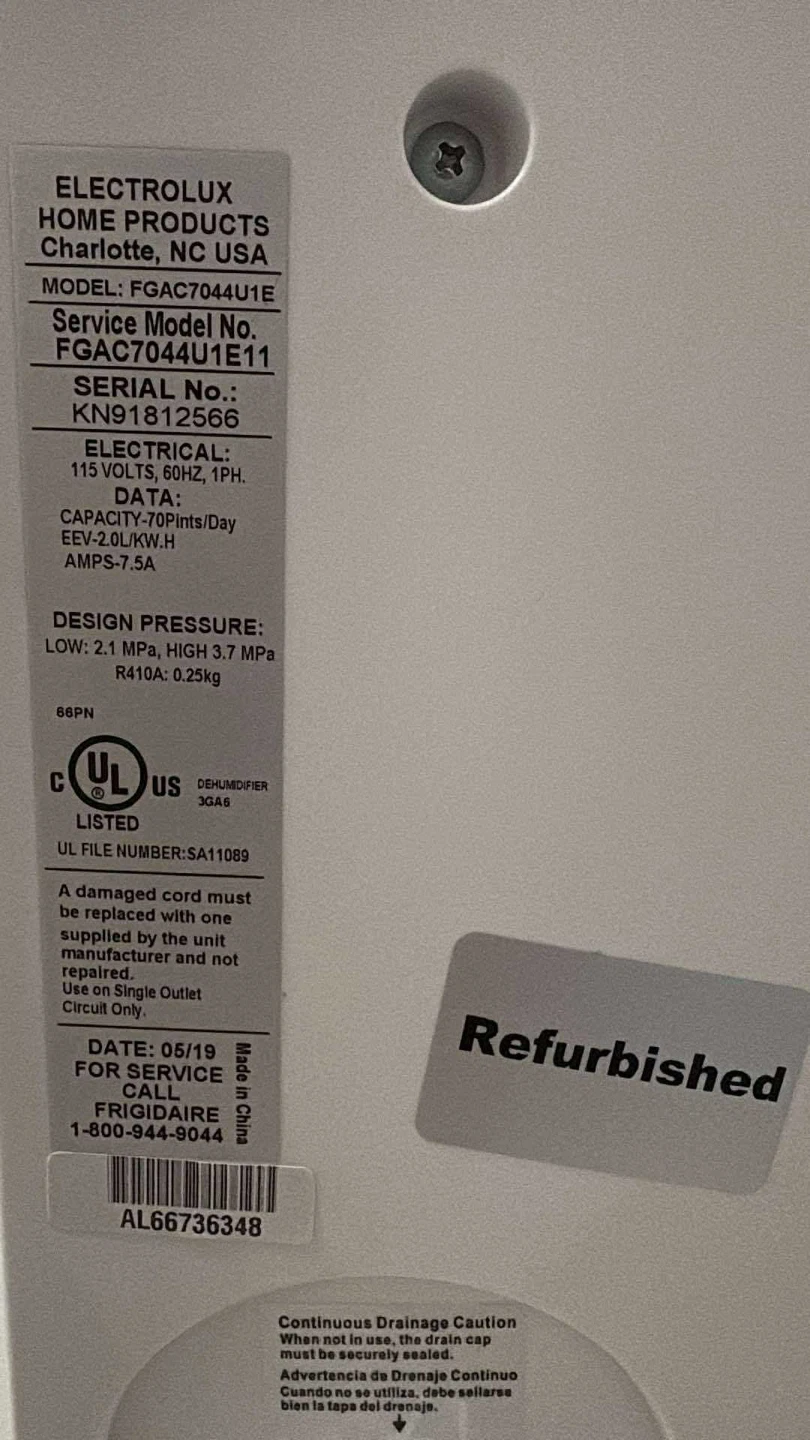 ELECTROLUX
HOME PRODUCTS
Charlotte, NC USA
MODEL: FGAC7044U1E
Service Model No.
FGAC7044U1E11
SERIAL No.:
KN91812566
ELECTRICAL:
115 VOLTS, 60HZ, 1PH.
DATA:
CAPACITY-70Pints/Day
EEV-2.0L/KW.H
AMPS-7.5A
DESIGN PRESSURE:
LOW: 2.1 MPa, HIGH 3.7 MPa
R410A: 0.25kg
66PN
C UL ® US
LISTED
DEHUMIDIFIER
3GA6
UL FILE NUMBER:SA11089
A damaged cord must
be replaced with one
supplied by the unit
manufacturer and not
repaired.
Use on Single Outlet
Circuit Only.
DATE: 05/19
FOR SERVICE
CALL
FRIGIDAIRE
1-800-944-9044
Made in China
AL66736348
Refurbished
Continuous Drainage Caution
When not in use, the drain cap
must be securely sealed.
Advertencia de Drenaje Continuo
Cuando no se utiliza, debe sellarse
bien la tapa del drenaje.